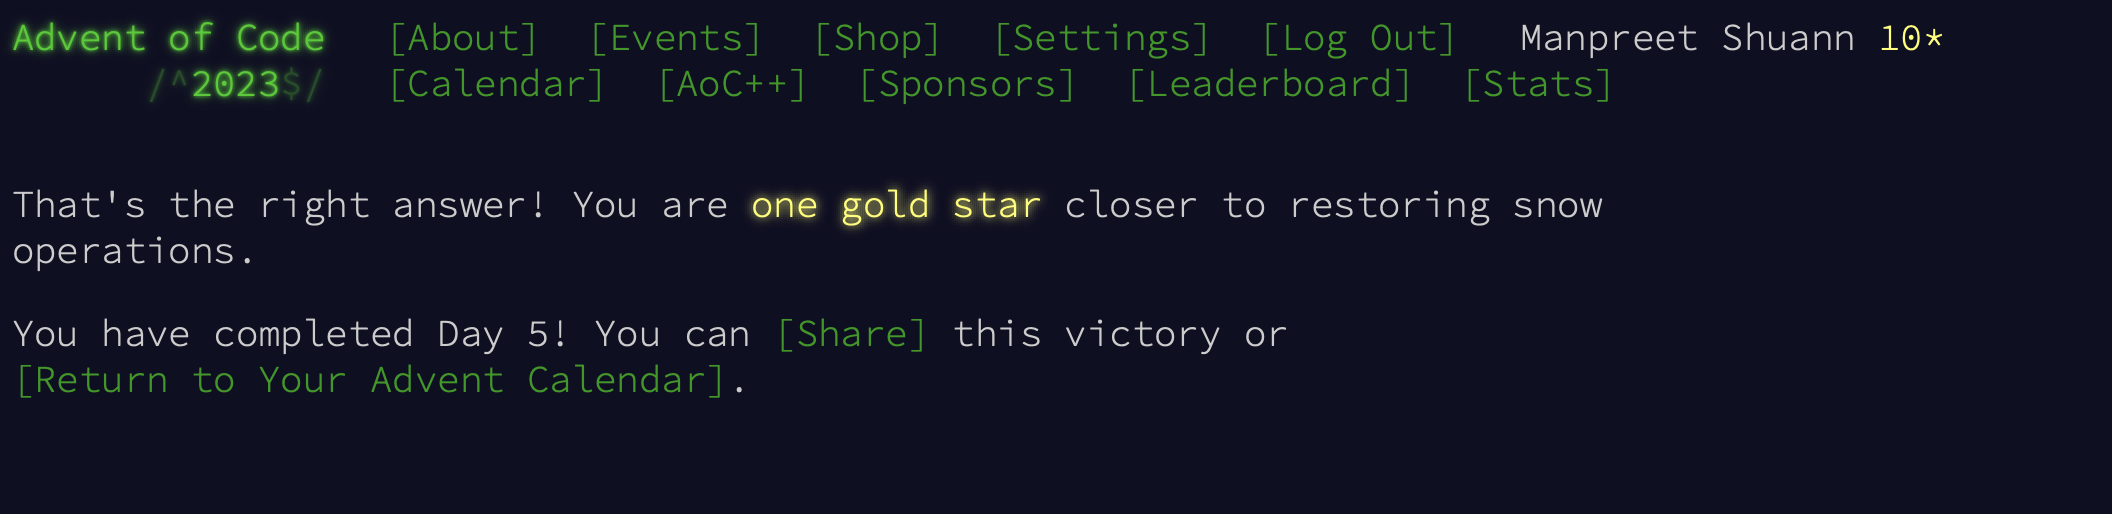 Advent of Code [About] [Events] [Shop] [Settings] [Log Out] Manpreet Shuann 10*
/^2023$/ [Calendar] [AoC++] [Sponsors] [Leaderboard] [Stats]
That's the right answer! You are one gold star closer to restoring snow
operations.
You have completed Day 5! You can [Share] this victory or
[Return to Your Advent Calendar].